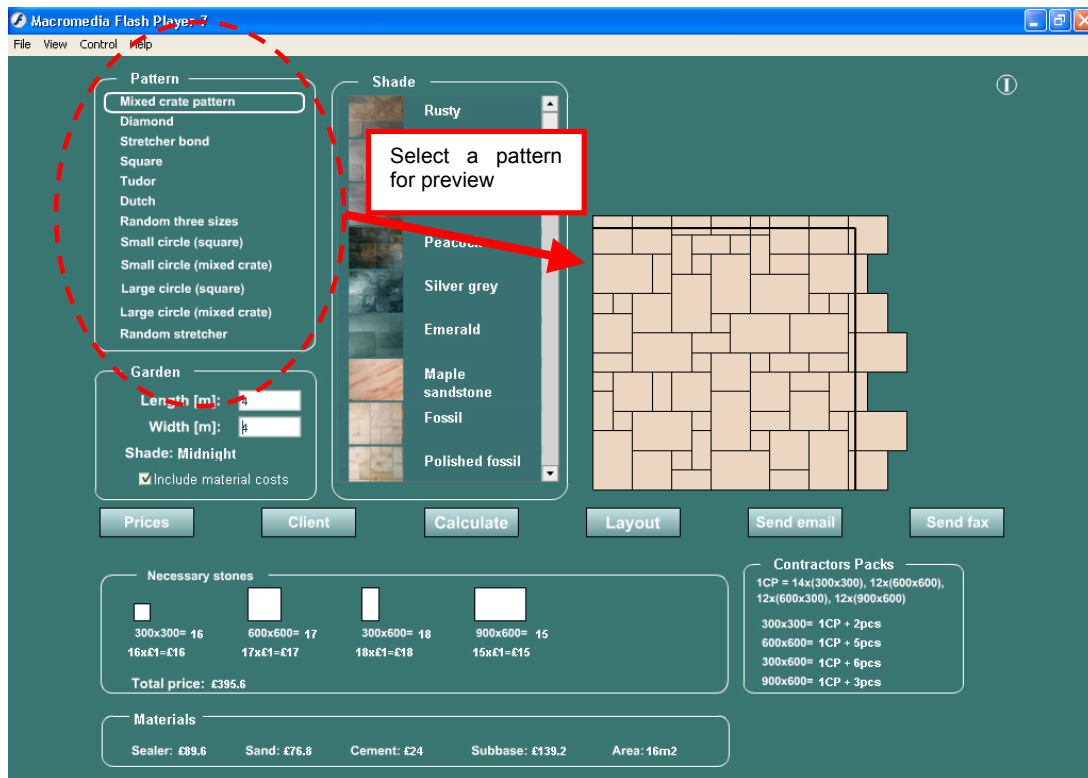 Macromedia Flash Player 7
File View Control Help
Pattern
Mixed crate pattern
Diamond
Stretcher bond
Square
Tudor
Dutch
Random three sizes
Small circle (square)
Small circle (mixed crate)
Large circle (square)
Large circle (mixed crate)
Random stretcher
Shade
Rusty
Select a pattern
for preview
Peacock
Silver grey
Emerald
Maple
sandstone
Fossil
Polished fossil
Garden
Length [m]: 4
Width [m]: 4
Shade: Midnight
Include material costs
Prices Client Calculate Layout Send email Send fax
Necessary stones
300x300= 16 600x600= 17 300x600= 18 900x600= 15
16x£1=£16 17x£1=£17 18x£1=£18 15x£1=£15
Total price: £395.6
Contractors Packs
1CP = 14x(300x300), 12x(600x600),
12x(600x300), 12x(900x600)
300x300= 1CP + 2pcs
600x600= 1CP + 5pcs
300x600= 1CP + 6pcs
900x600= 1CP + 3pcs
Materials
Sealer: £89.6 Sand: £76.8 Cement: £24 Subbase: £139.2 Area: 16m2